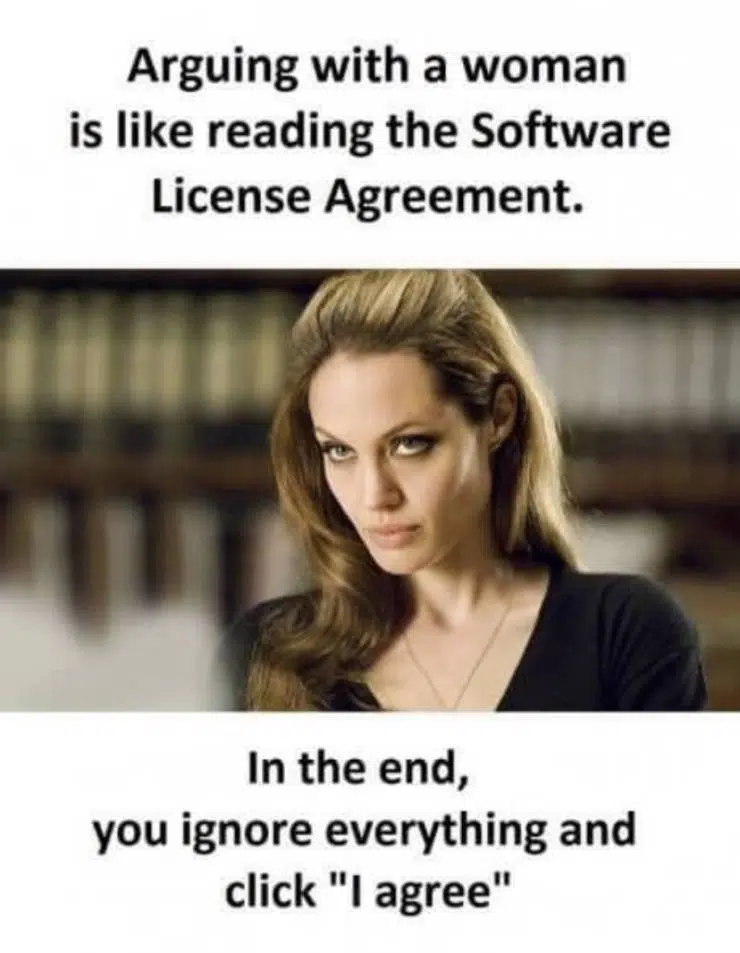 Arguing with a woman
is like reading the Software
License Agreement.
In the end,
you ignore everything and
click "I agree"